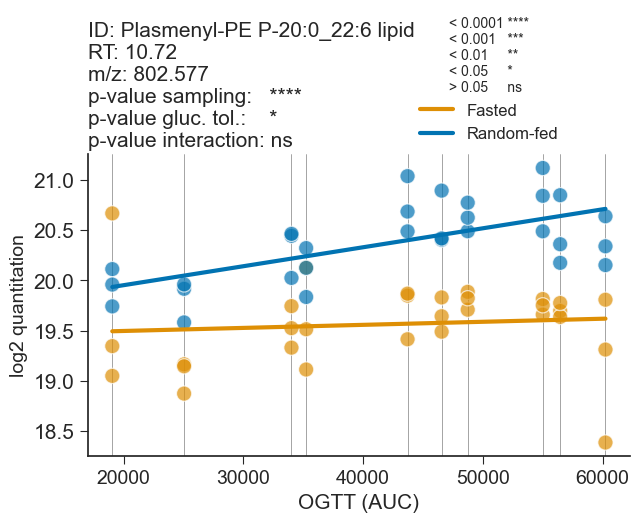 ID: Plasmenyl-PE P-20:0_22:6 lipid
RT: 10.72
m/z: 802.577
p-value sampling: ****
p-value gluc. tol.: *
p-value interaction: ns
< 0.0001 ****
< 0.001 ***
< 0.01 **
< 0.05 *
> 0.05 ns
Fasted
Random-fed
log2 quantitation
21.0
20.5
20.0
19.5
19.0
18.5
20000 30000 40000 50000 60000
OGTT (AUC)